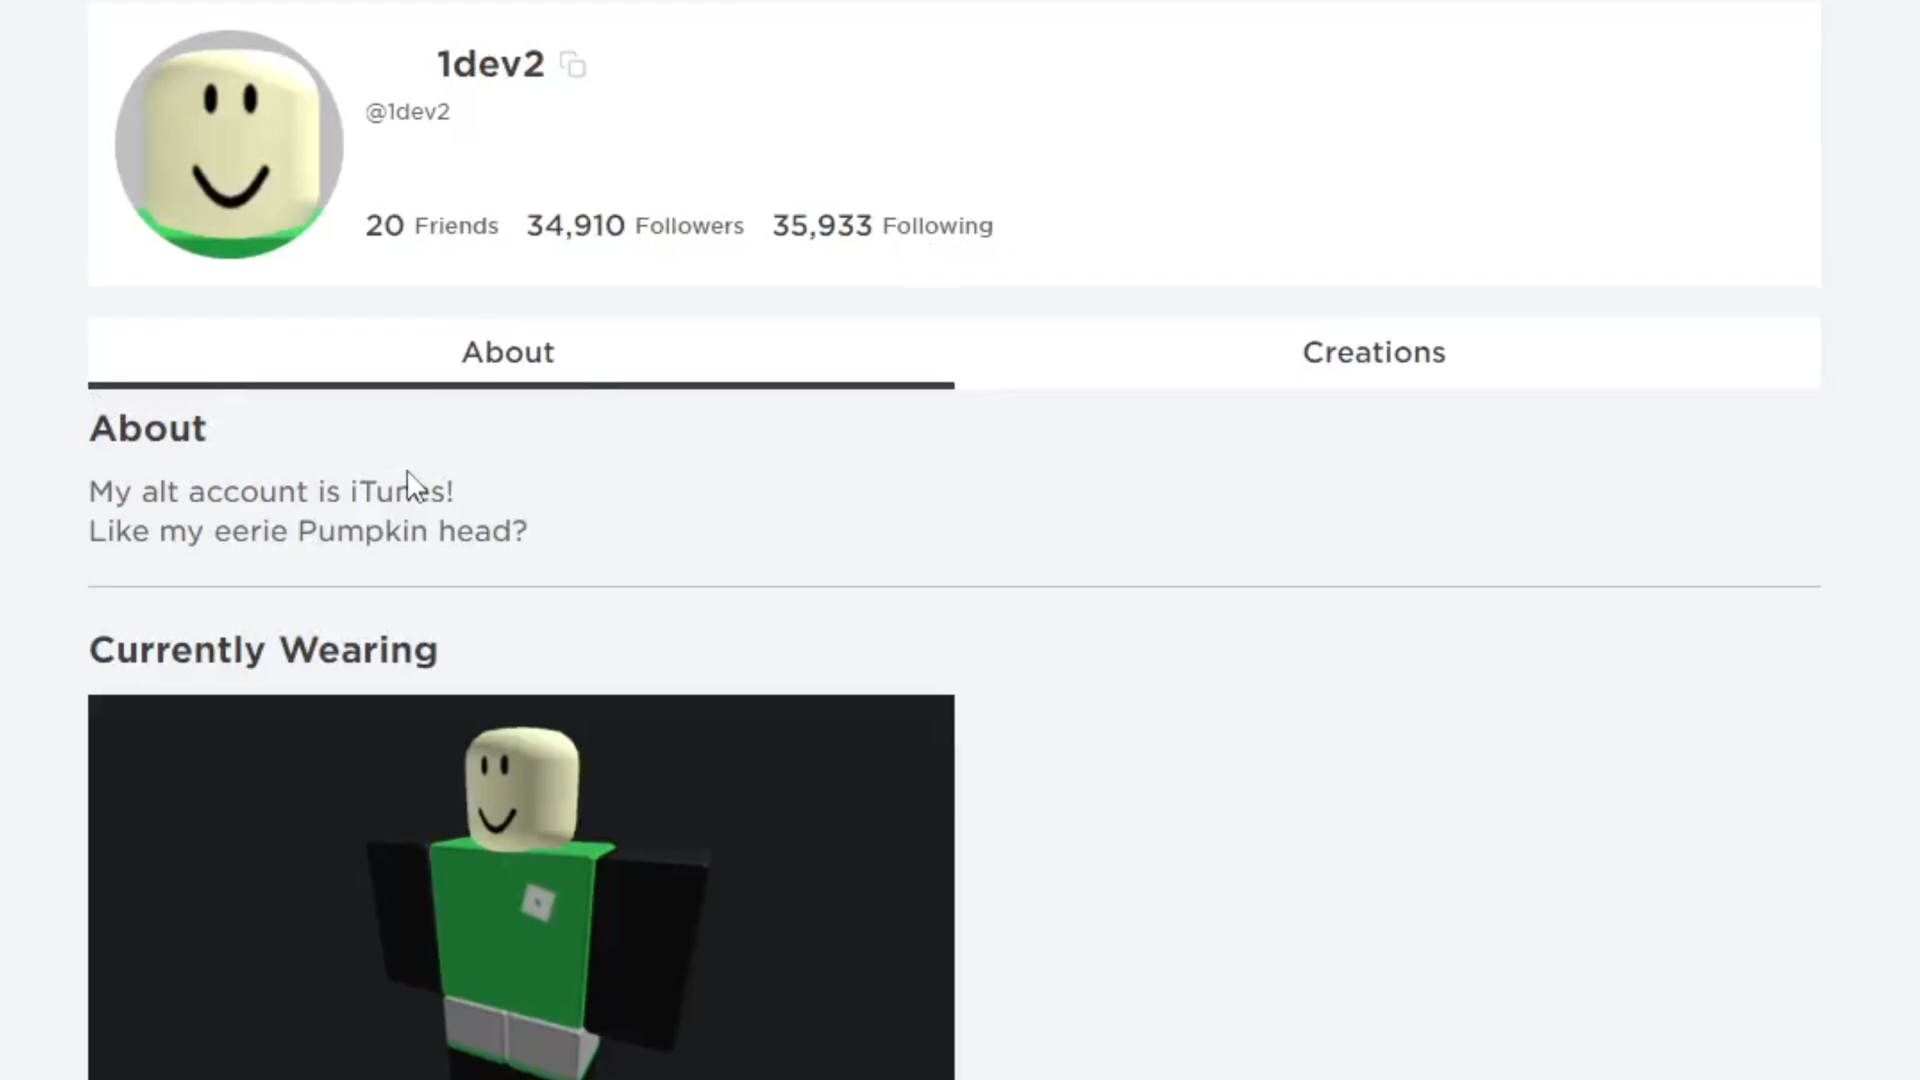 1dev2
@1dev2
20 Friends 34,910 Followers 35,933 Following
About Creations
About
My alt account is iTunes!
Like my eerie Pumpkin head?
Currently Wearing